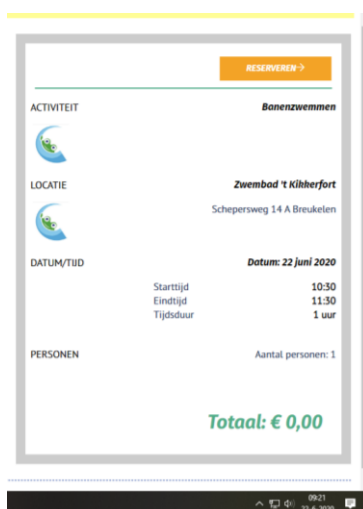 RESERVEREN→
ACTIVITEIT Banenzwemmen
LOCATIE Zwembad 't Kikkerfort
Schepersweg 14 A Breukelen
DATUM/TIJD Datum: 22 juni 2020
Starttijd 10:30
Eindtijd 11:30
Tijdsduur 1 uur
PERSONEN Aantal personen: 1
Totaal: € 0,00
09:21